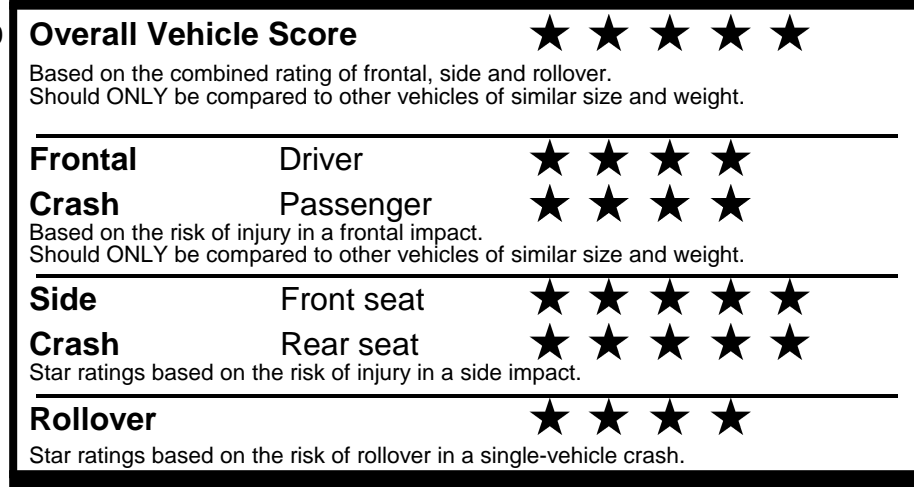 Overall Vehicle Score ★ ★ ★ ★ ★
Based on the combined rating of frontal, side and rollover.
Should ONLY be compared to other vehicles of similar size and weight.
Frontal Driver ★ ★ ★ ★
Crash Passenger ★ ★ ★ ★
Based on the risk of injury in a frontal impact.
Should ONLY be compared to other vehicles of similar size and weight.
Side Front seat ★ ★ ★ ★ ★
Crash Rear seat ★ ★ ★ ★ ★
Star ratings based on the risk of injury in a side impact.
Rollover ★ ★ ★ ★
Star ratings based on the risk of rollover in a single-vehicle crash.